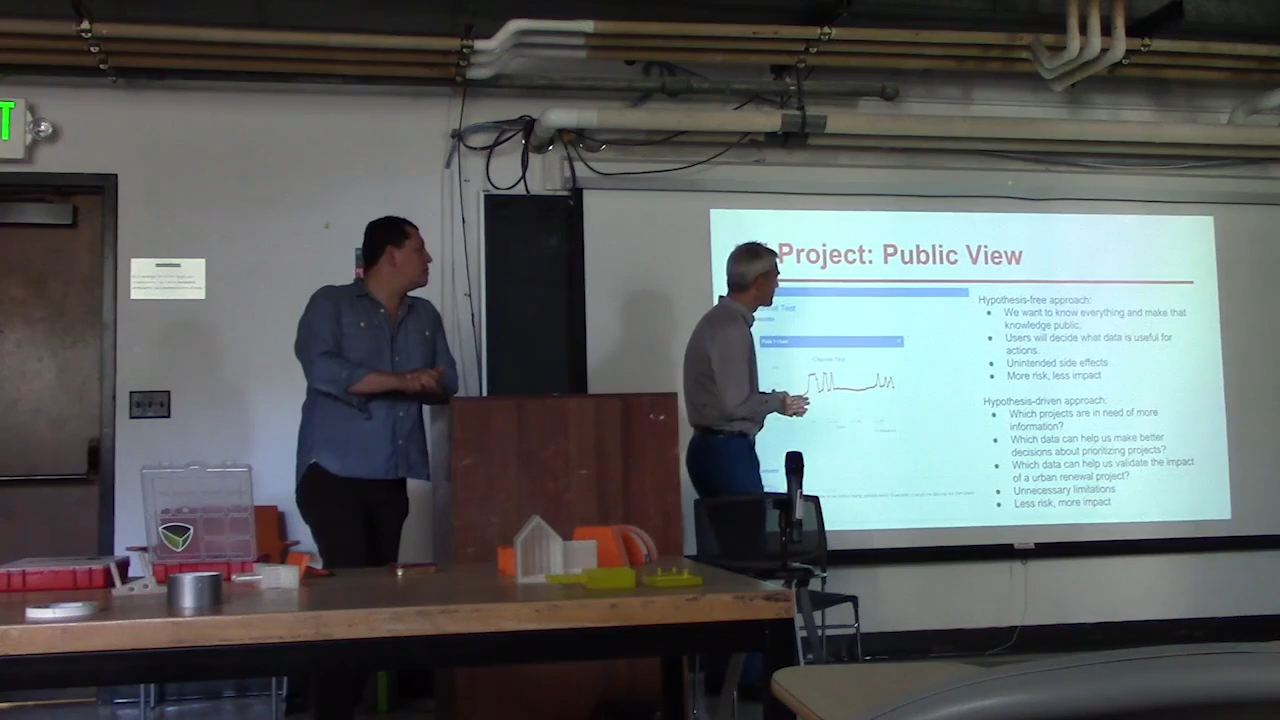 T
Project: Public View
Hypothesis-free approach:
We want to know everything and make that
knowledge public.
Users will decide what data is useful for
actions.
Unintended side effects
More risk, less impact
Hypothesis-driven approach:
Which projects are in need of more
information?
Which data can help us make better
decisions about prioritizing projects?
Which data can help us validate the impact
of a urban renewal project?
Unnecessary limitations
Less risk, more impact
Test